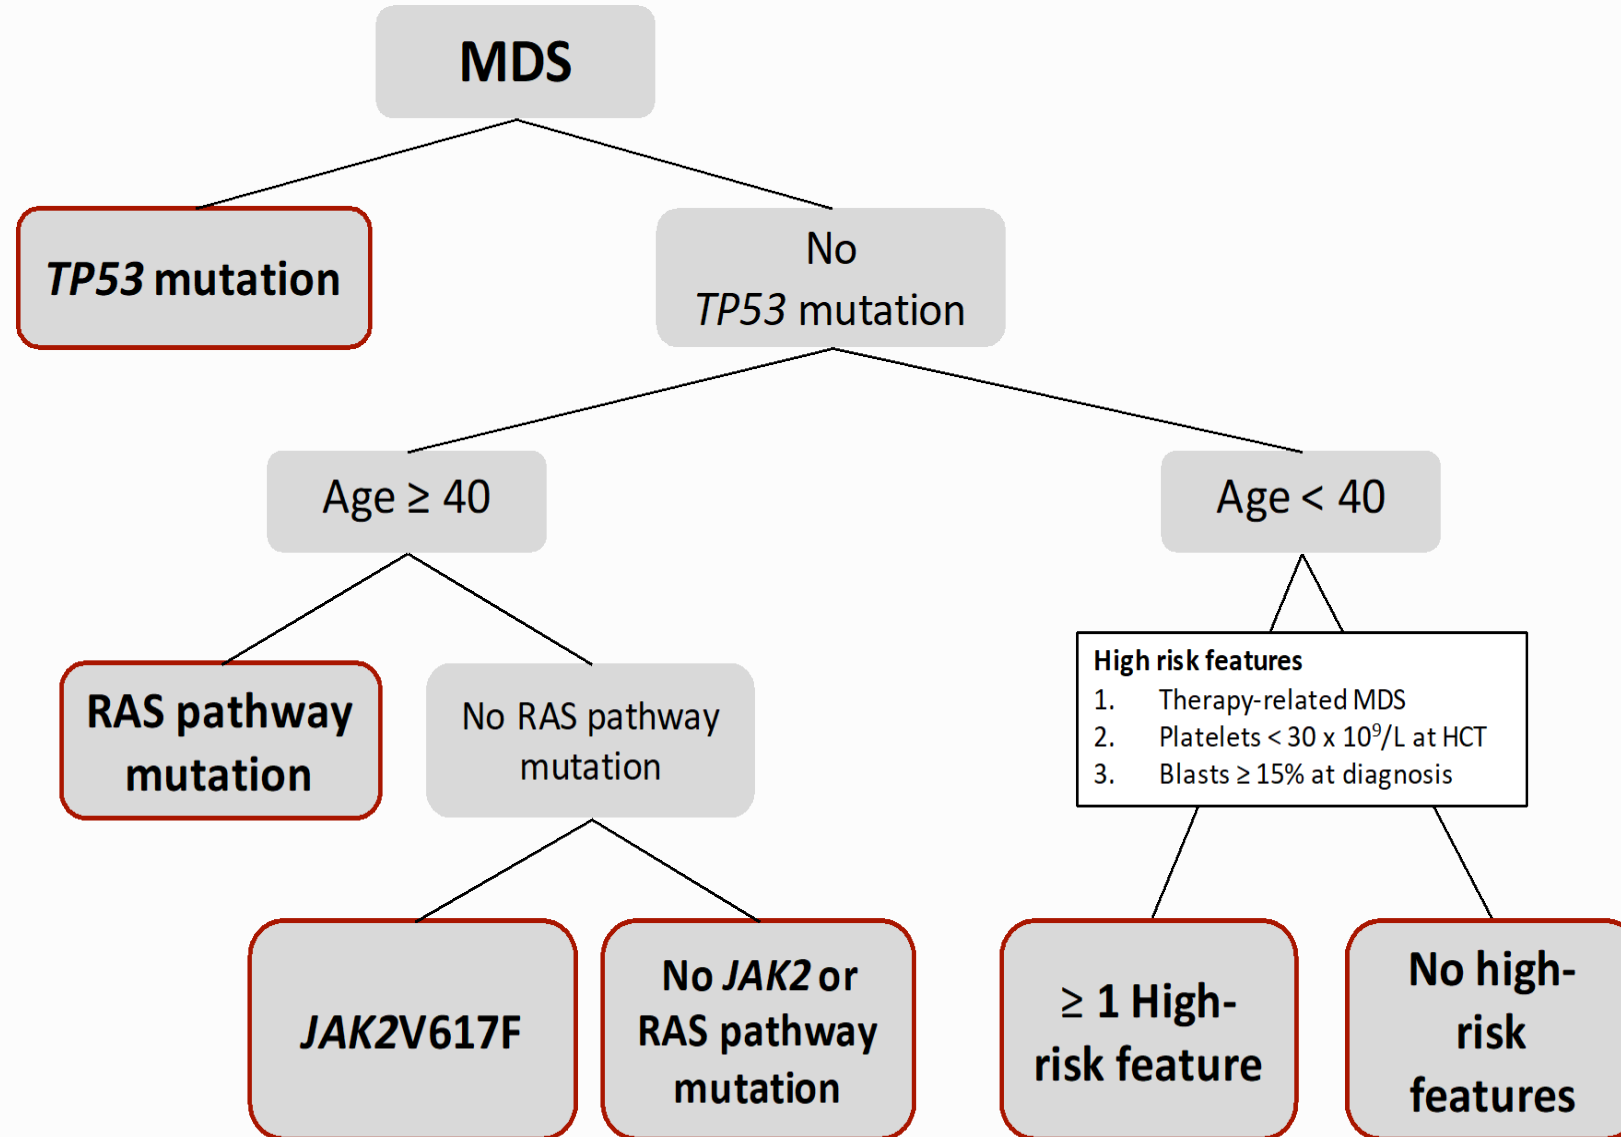 MDS
TP53 mutation
No
TP53 mutation
Age ≥ 40
Age < 40
RAS pathway
mutation
No RAS pathway
mutation
High risk features
1. Therapy-related MDS
2. Platelets < 30 x 10⁹/L at HCT
3. Blasts ≥ 15% at diagnosis
JAK2V617F
No JAK2 or
RAS pathway
mutation
≥ 1 High-
risk feature
No high-
risk
features